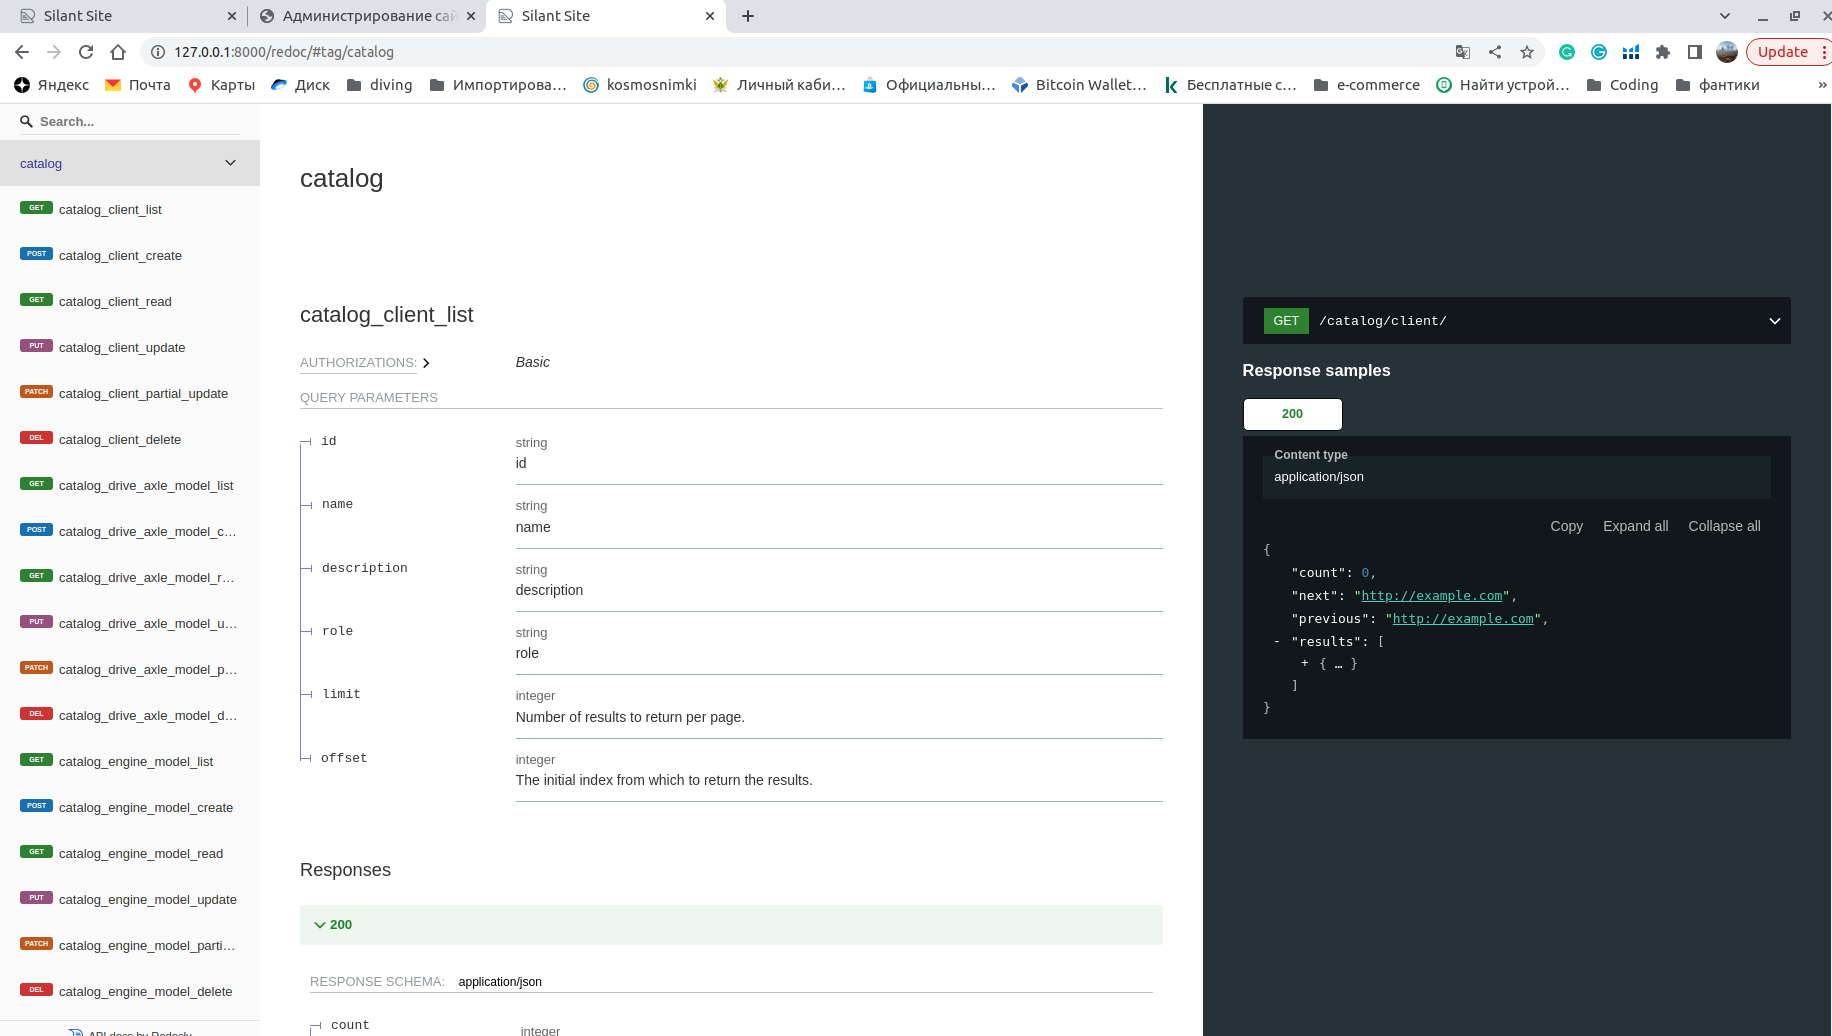 Silant Site
Администрирование сай
Silant Site
127.0.0.1:8000/redoc/#tag/catalog
Update
Яндекс
Почта
Карты
Диск
diving
Импортирова…
kosmosnimki
Личный каби…
Официальны…
Bitcoin Wallet…
Бесплатные с…
e-commerce
Найти устрой…
Coding
фантики
»
Search...
catalog
GET catalog_client_list
POST catalog_client_create
GET catalog_client_read
PUT catalog_client_update
PATCH catalog_client_partial_update
DEL catalog_client_delete
GET catalog_drive_axle_model_list
POST catalog_drive_axle_model_c…
GET catalog_drive_axle_model_r…
PUT catalog_drive_axle_model_u…
PATCH catalog_drive_axle_model_p…
DEL catalog_drive_axle_model_d…
GET catalog_engine_model_list
POST catalog_engine_model_create
GET catalog_engine_model_read
PUT catalog_engine_model_update
PATCH catalog_engine_model_parti…
DEL catalog_engine_model_delete
API docs by Redocly
catalog
catalog_client_list
AUTHORIZATIONS: Basic
QUERY PARAMETERS
id string
id
name string
name
description string
description
role string
role
limit integer
Number of results to return per page.
offset integer
The initial index from which to return the results.
Responses
200
RESPONSE SCHEMA: application/json
count integer
GET /catalog/client/
Response samples
200
Content type
application/json
Copy Expand all Collapse all
{
"count": 0,
"next": "http://example.com",
"previous": "http://example.com",
- "results": [
+ { … }
]
}